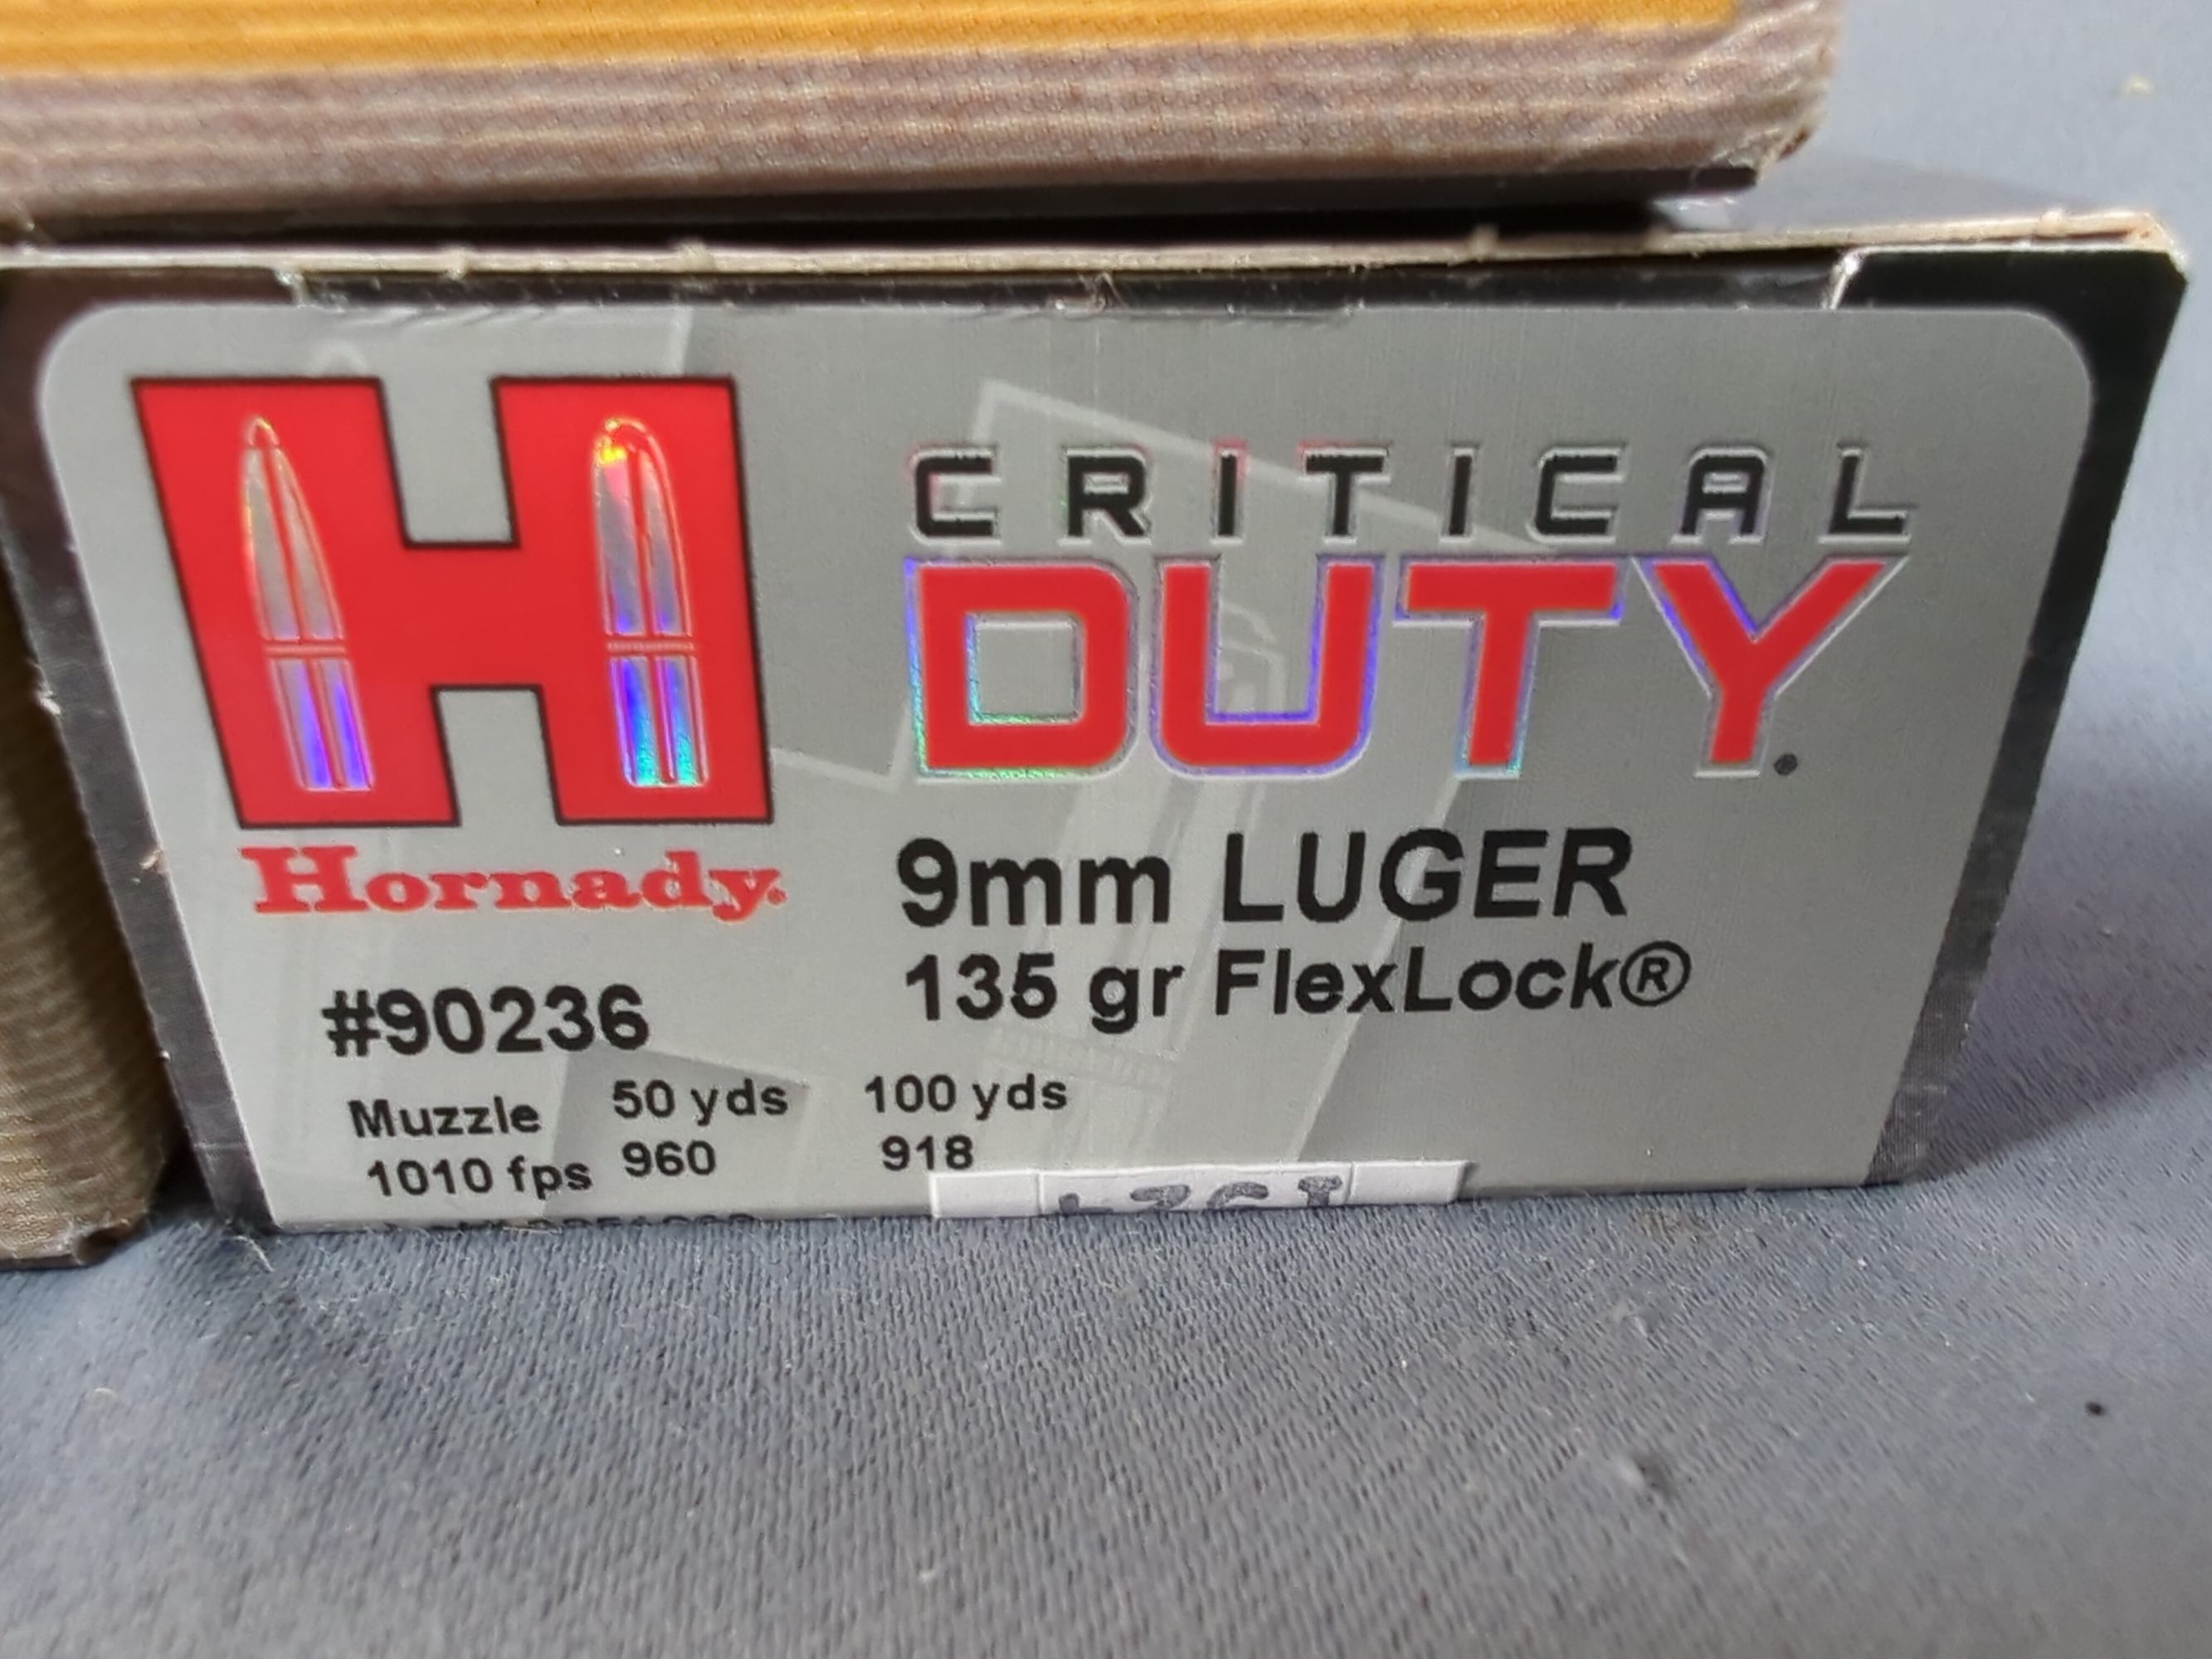 CRITICAL
DUTY.
Hornady.
9mm LUGER
135 gr FlexLock®
#90236
Muzzle 50 yds 100 yds
1010 fps 960 918